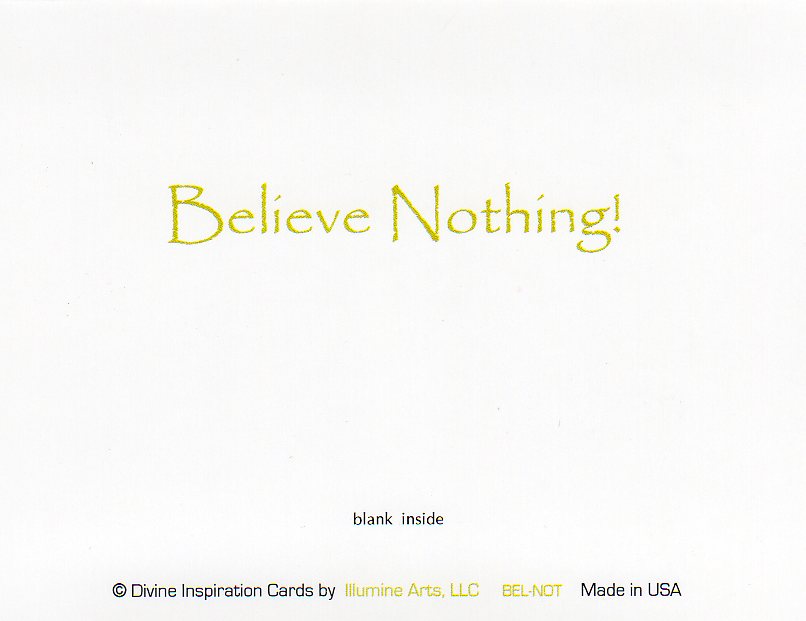 Believe Nothing!
blank inside
© Divine Inspiration Cards by Illumine Arts, LLC BEL-NOT Made in USA